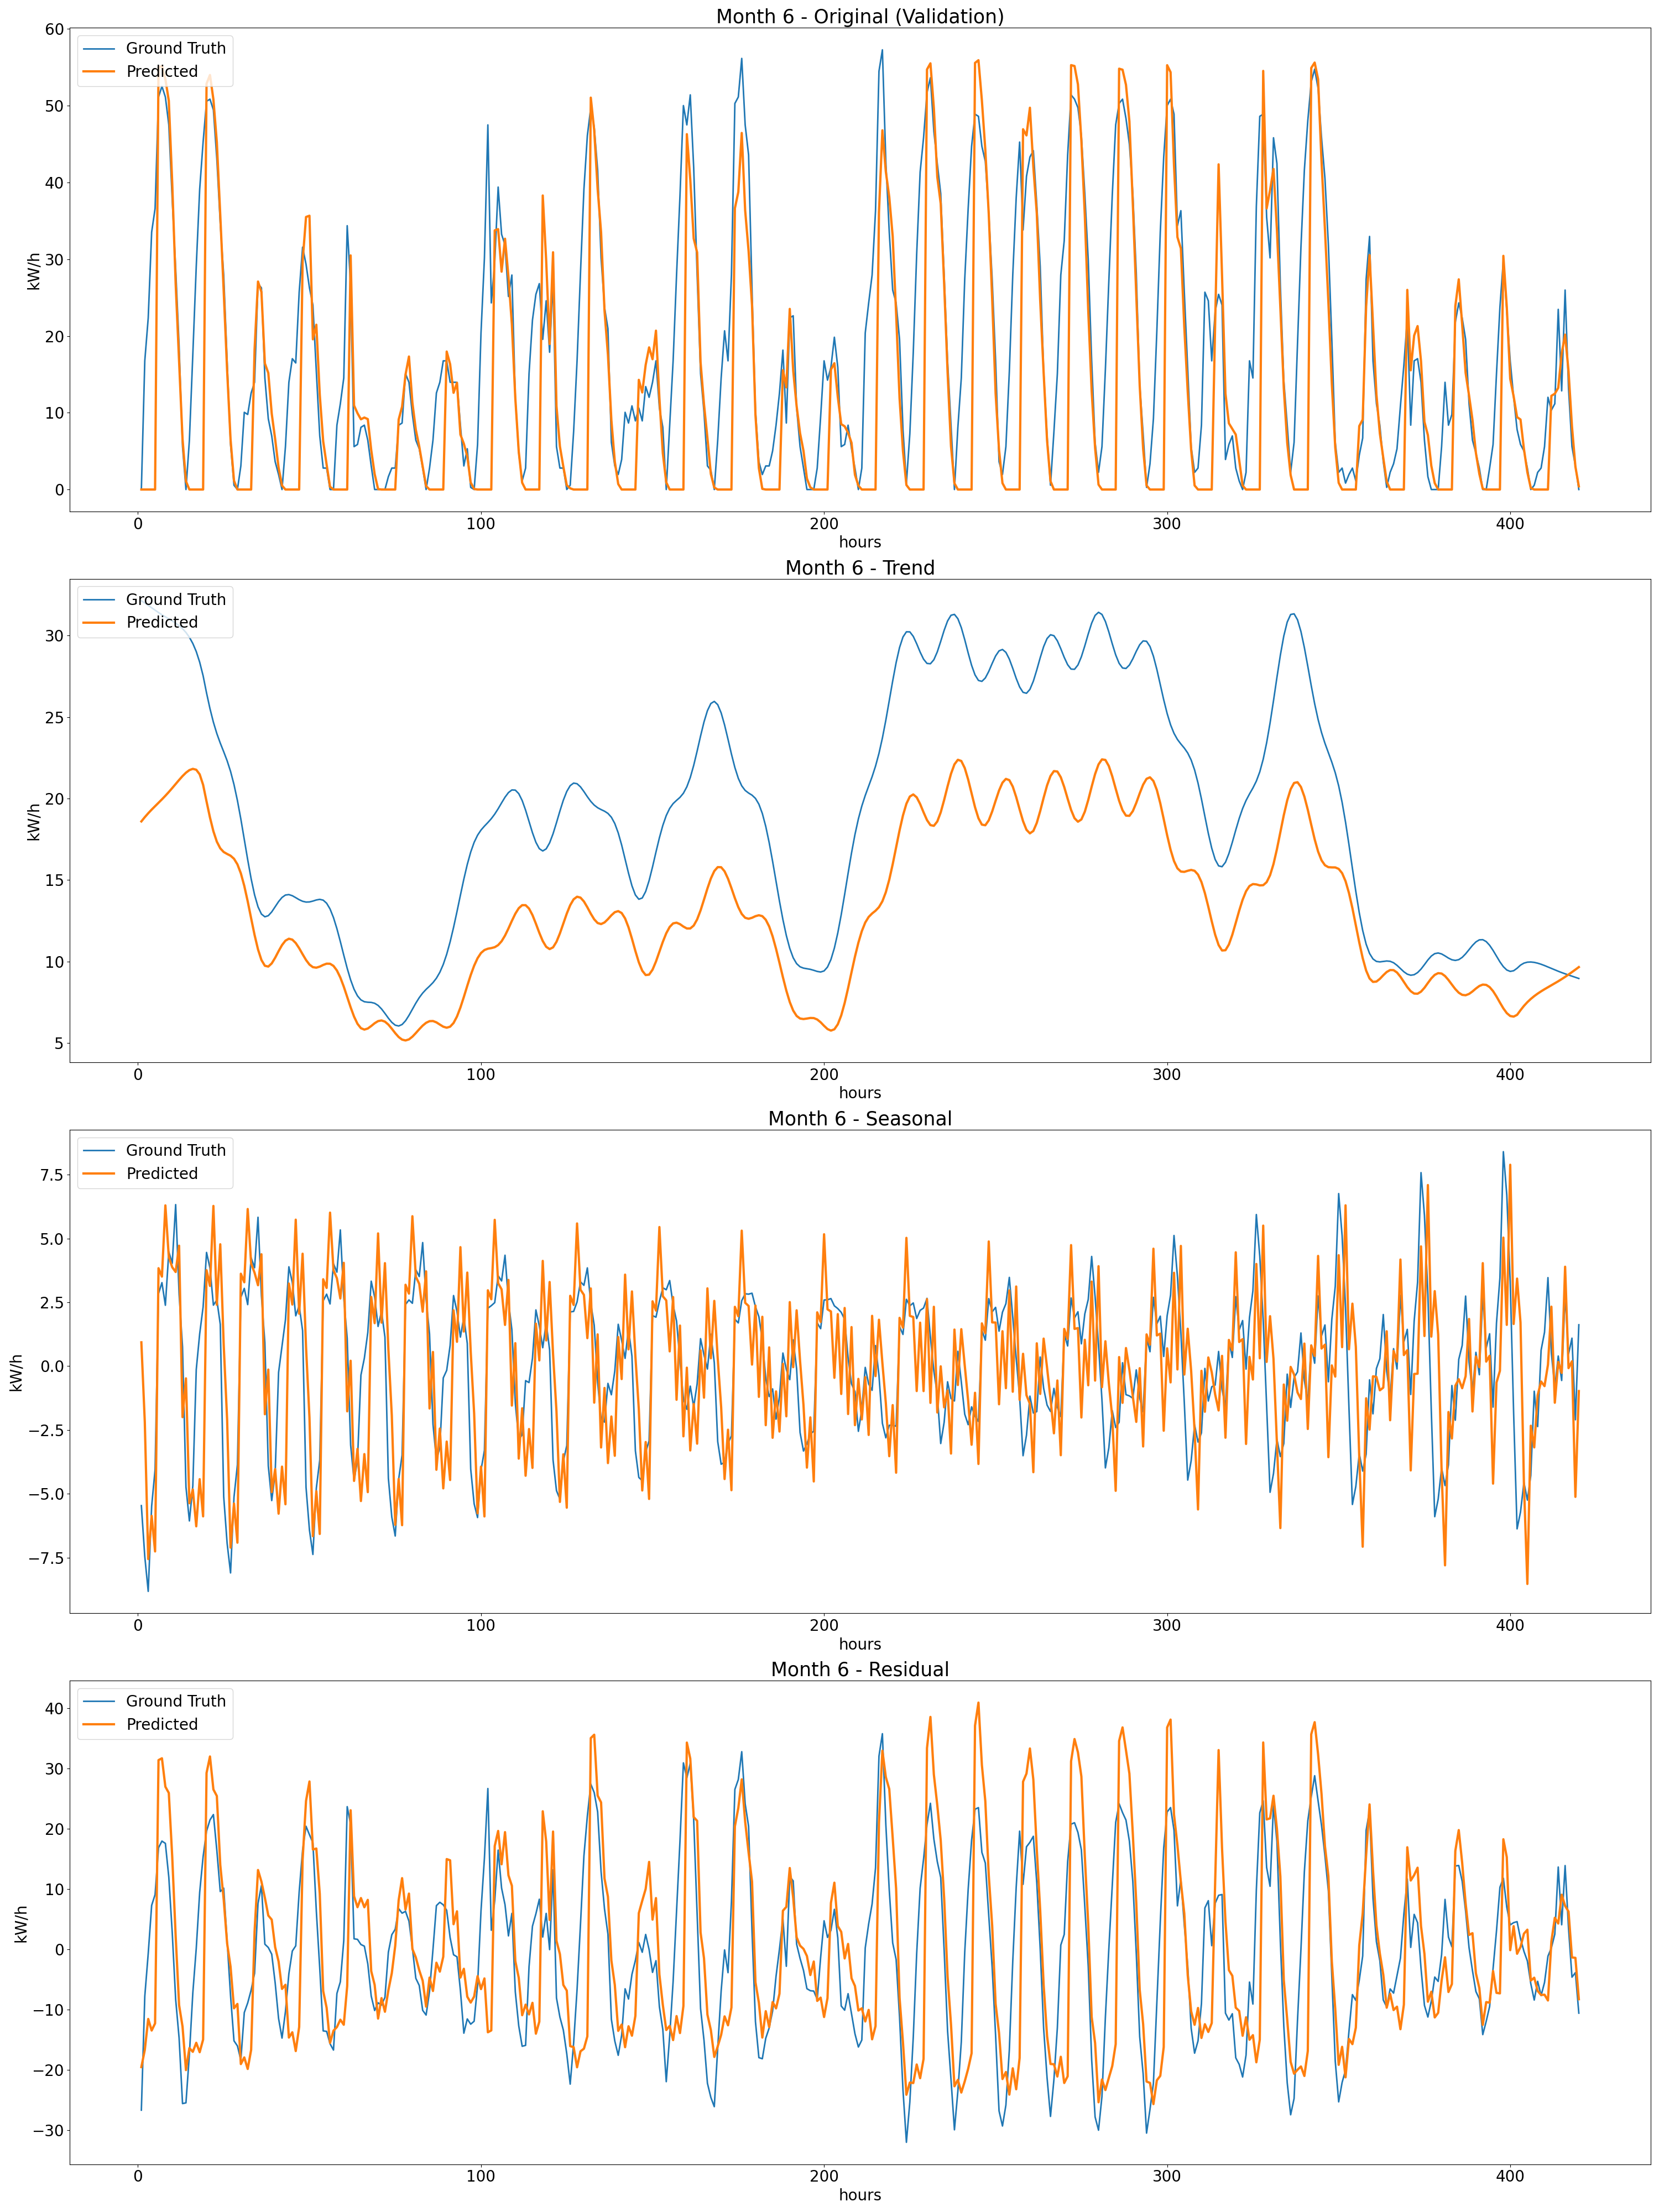 Month 6 - Original (Validation)
Ground Truth
Predicted
60
50
40
30
20
10
0
kW/h
0 100 200 300 400
hours
Month 6 - Trend
Ground Truth
Predicted
30
25
20
15
10
5
kW/h
0 100 200 300 400
hours
Month 6 - Seasonal
Ground Truth
Predicted
7.5
5.0
2.5
0.0
−2.5
−5.0
−7.5
kW/h
0 100 200 300 400
hours
Month 6 - Residual
Ground Truth
Predicted
40
30
20
10
0
−10
−20
−30
kW/h
0 100 200 300 400
hours